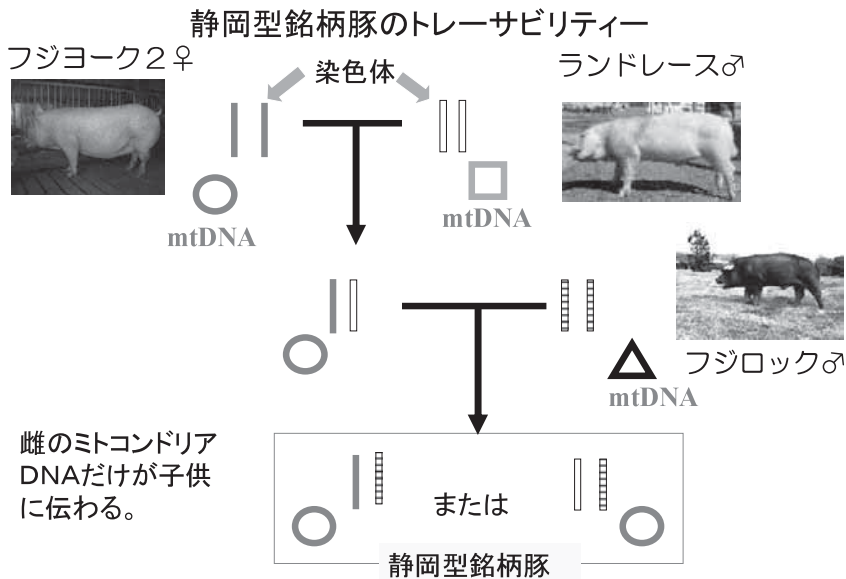 静岡型銘柄豚のトレーサビリティー
フジヨーク２♀
染色体
ランドレース♂
mtDNA
mtDNA
フジロック♂
mtDNA
雌のミトコンドリア
DNAだけが子供
に伝わる。
または
静岡型銘柄豚